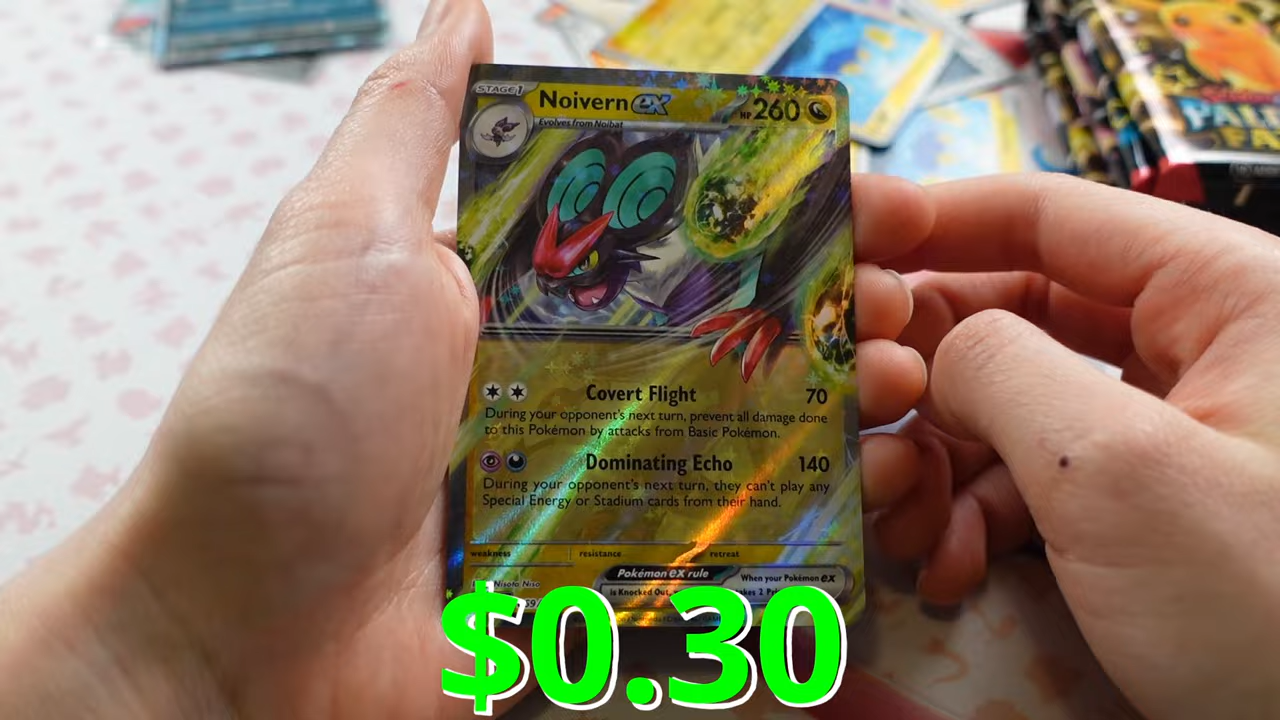 STAGE 1
Noivern ex
HP 260
Evolves from Noibat
Covert Flight 70
During your opponent's next turn, prevent all damage done
to this Pokémon by attacks from Basic Pokémon.
Dominating Echo 140
During your opponent's next turn, they can't play any
Special Energy or Stadium cards from their hand.
weakness resistance retreat
Pokémon ex rule
When your Pokémon ex
is Knocked Out,
$0.30